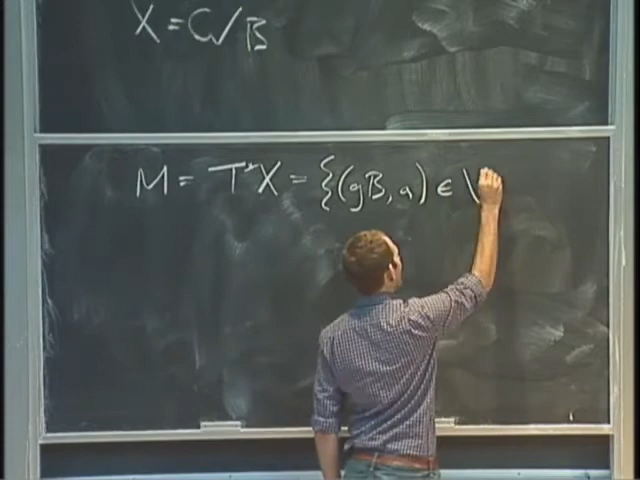 X = G/B
M = T*X = {(gB, a) ∈ \